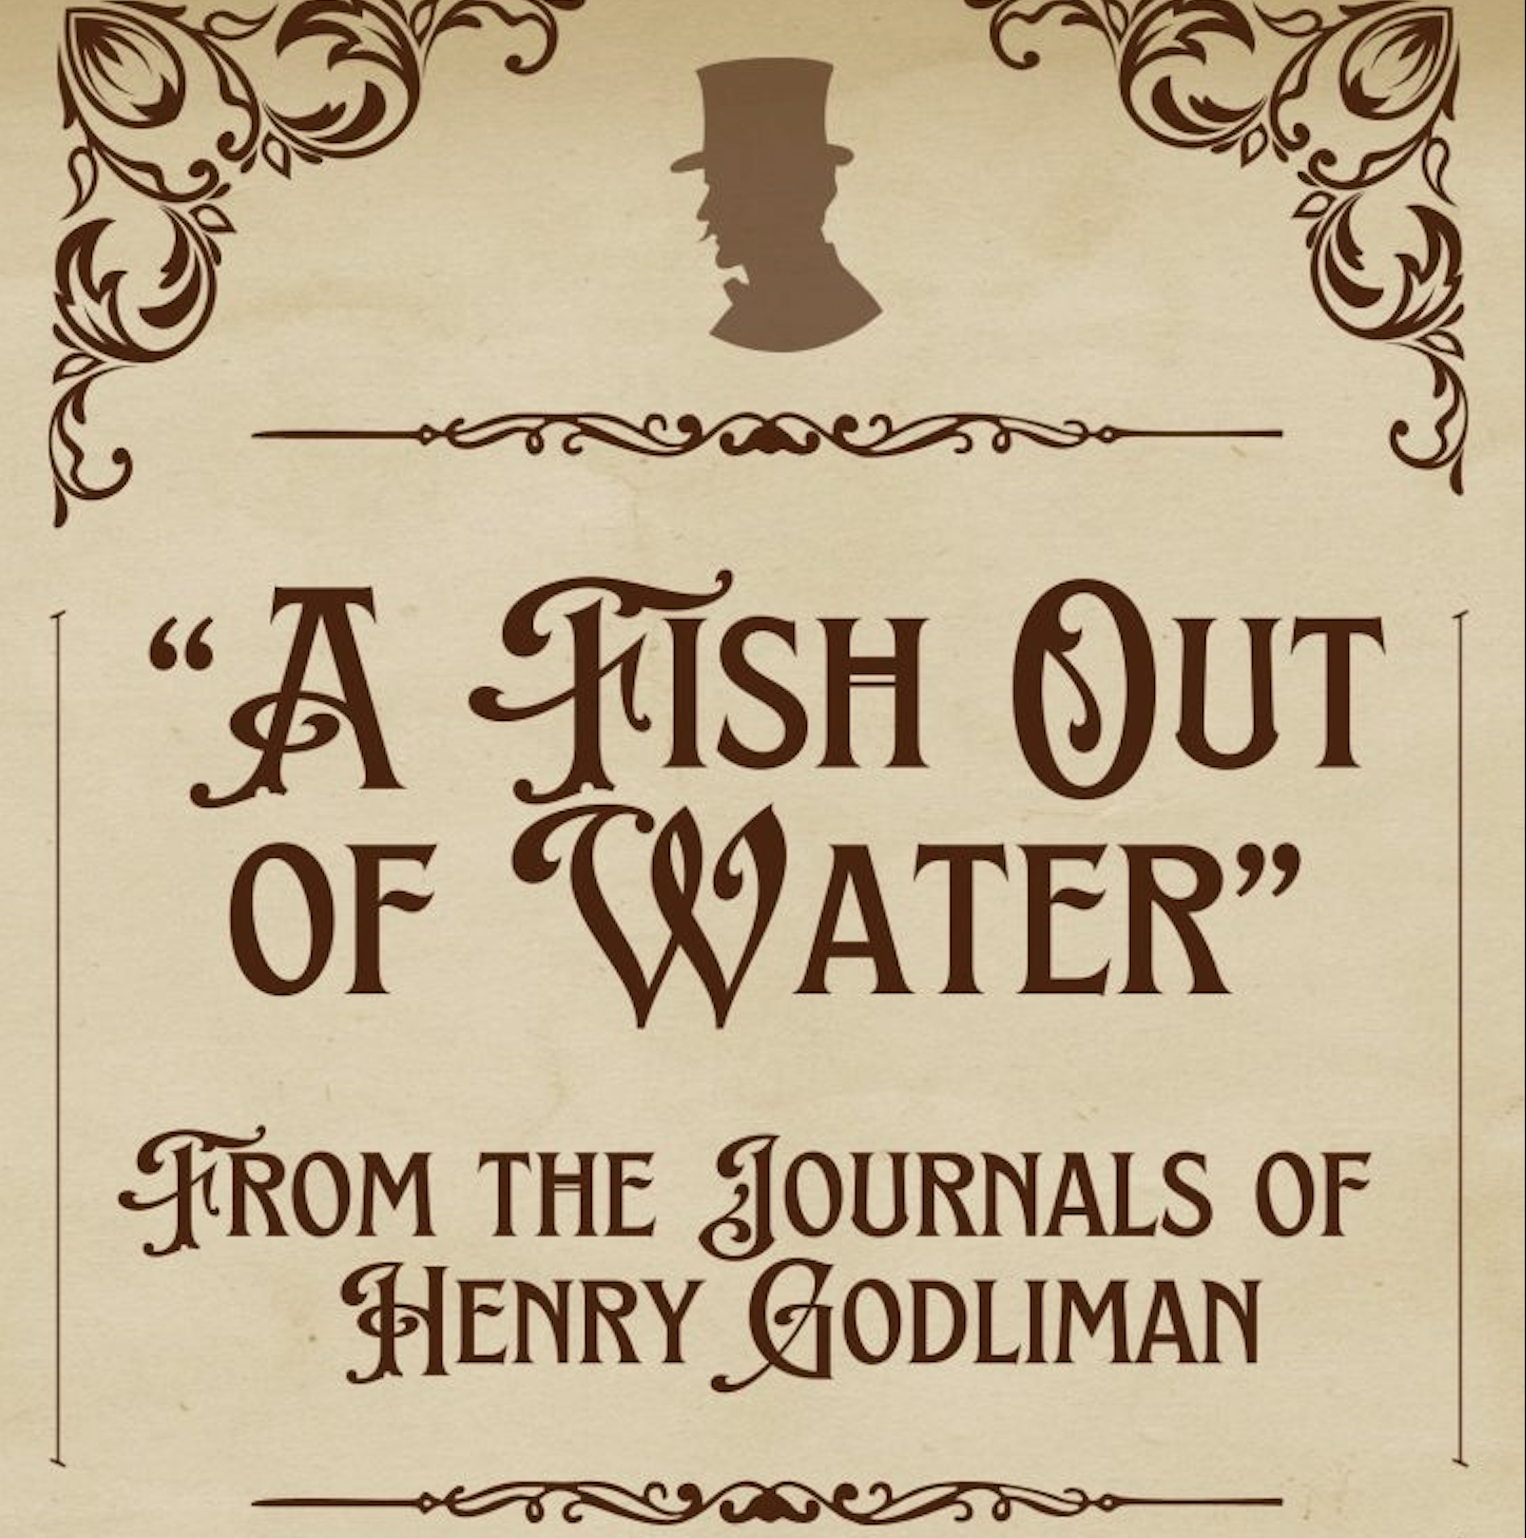 “A Fish Out
of Water”
From the Journals of
Henry Godliman